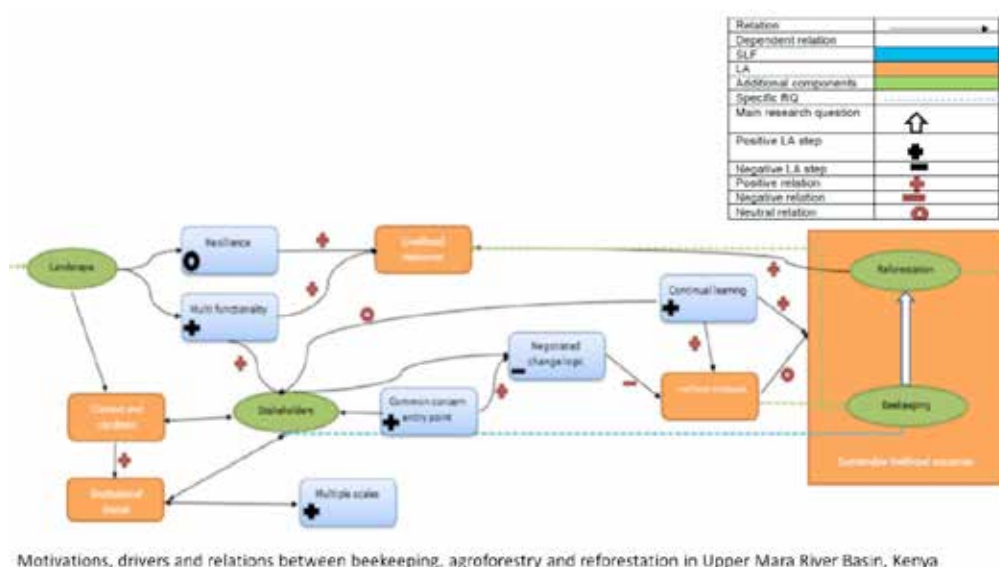 Relation
Dependent relation
SLF
LA
Additional components
Specific RQ
Main research question
Positive LA step
Negative LA step
Positive relation
Negative relation
Neutral relation
Resilience
Landscape
Reforestation
Multi functionality
Continual learning
Negotiated
change logic
Common concern
entry point
Stakeholders
Beekeeping
Multiple scales
Motivations, drivers and relations between beekeeping, agroforestry and reforestation in Upper Mara River Basin, Kenya